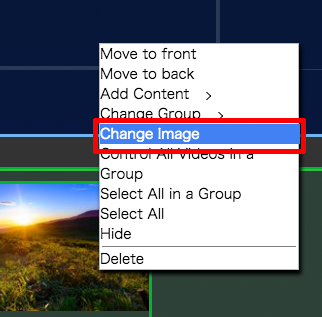 Move to front
Move to back
Add Content >
Change Group >
Change Image
Control All Videos in a
Group
Select All in a Group
Select All
Hide
Delete